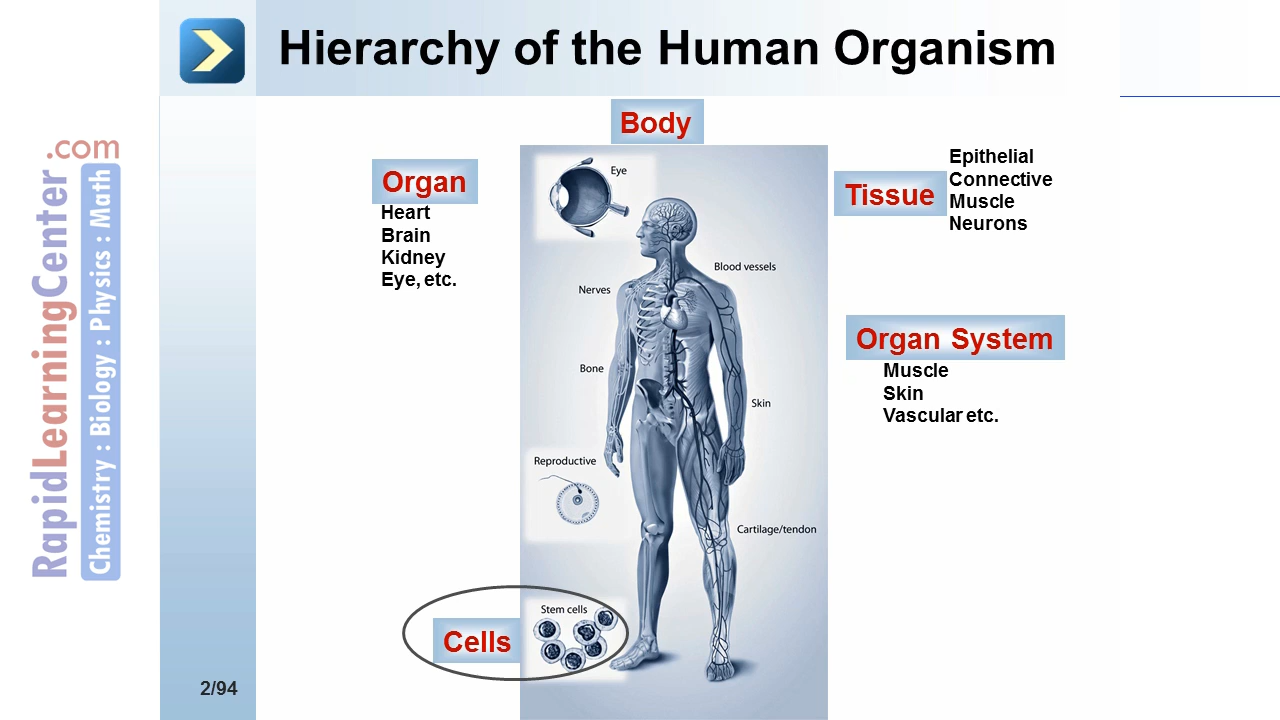 Hierarchy of the Human Organism
Body
Organ
Heart
Brain
Kidney
Eye, etc.
Tissue
Epithelial
Connective
Muscle
Neurons
Organ System
Muscle
Skin
Vascular etc.
Eye
Blood vessels
Nerves
Bone
Skin
Reproductive
Cartilage/tendon
Stem cells
Cells
2/94
RapidLearningCenter.com
Chemistry : Biology : Physics : Math